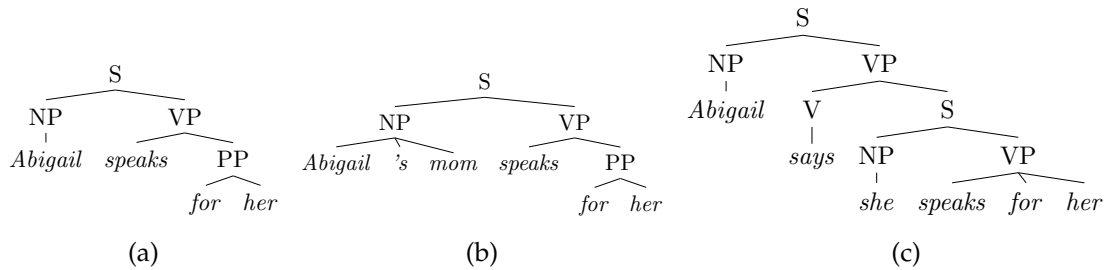 S
NP VP
Abigail speaks PP
for her
(a)
S
NP VP
Abigail 's mom speaks PP
for her
(b)
S
NP VP
Abigail V S
says NP VP
she speaks for her
(c)